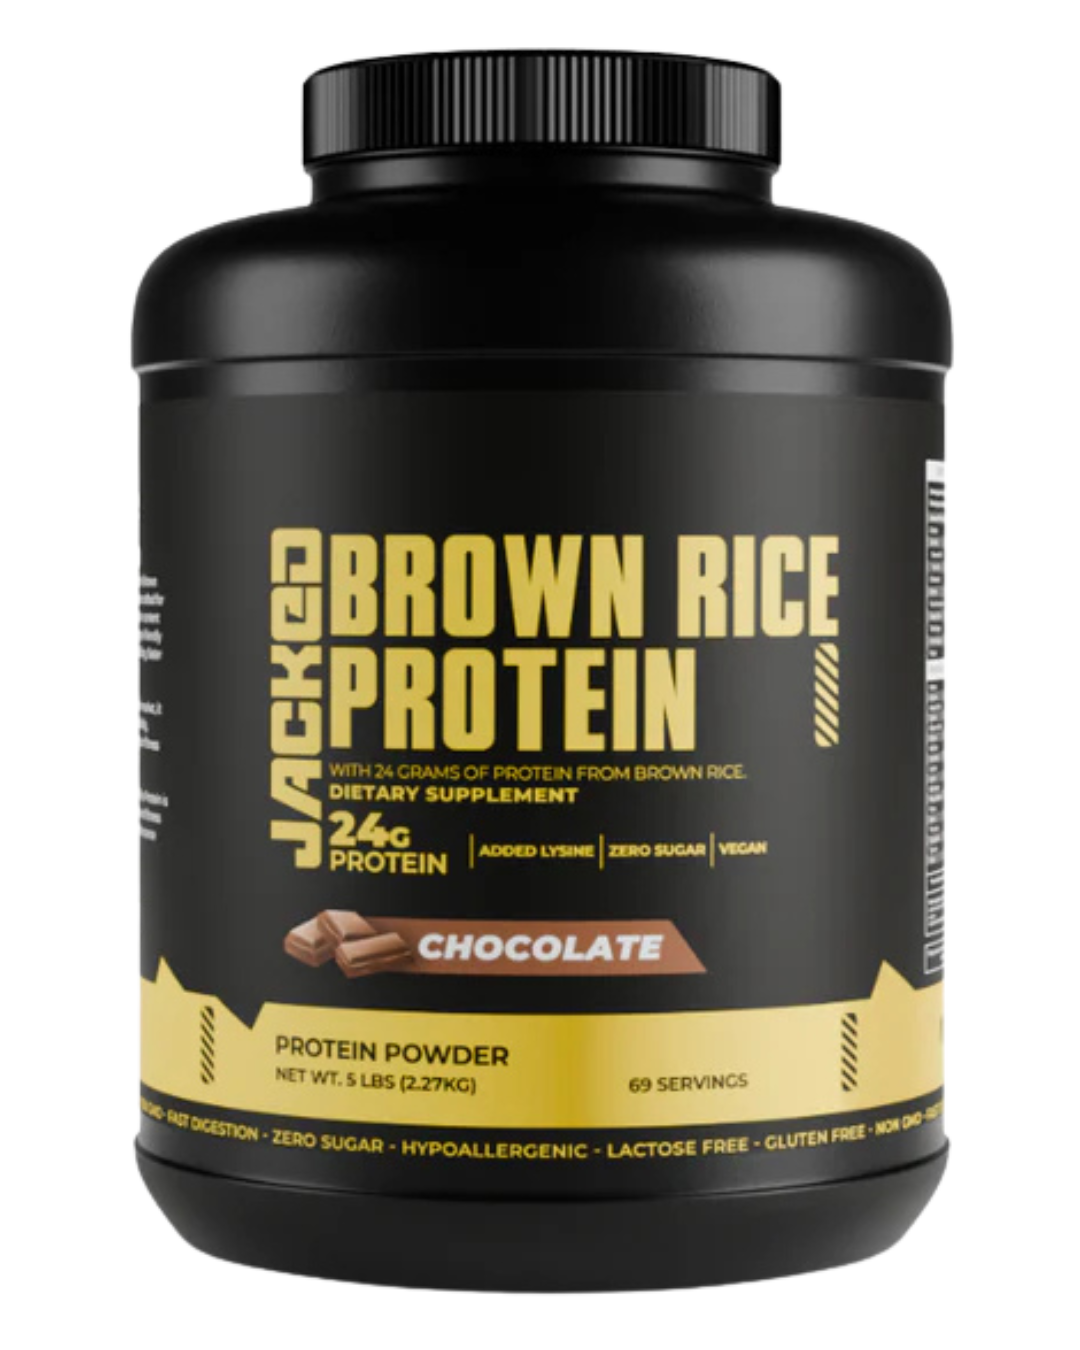 JACKED
BROWN RICE
PROTEIN
WITH 24 GRAMS OF PROTEIN FROM BROWN RICE.
DIETARY SUPPLEMENT
24G
PROTEIN
ADDED LYSINE
ZERO SUGAR
VEGAN
CHOCOLATE
PROTEIN POWDER
NET WT. 5 LBS (2.27KG)
69 SERVINGS
FAST DIGESTION - ZERO SUGAR - HYPOALLERGENIC - LACTOSE FREE - GLUTEN FREE - NON GMO -